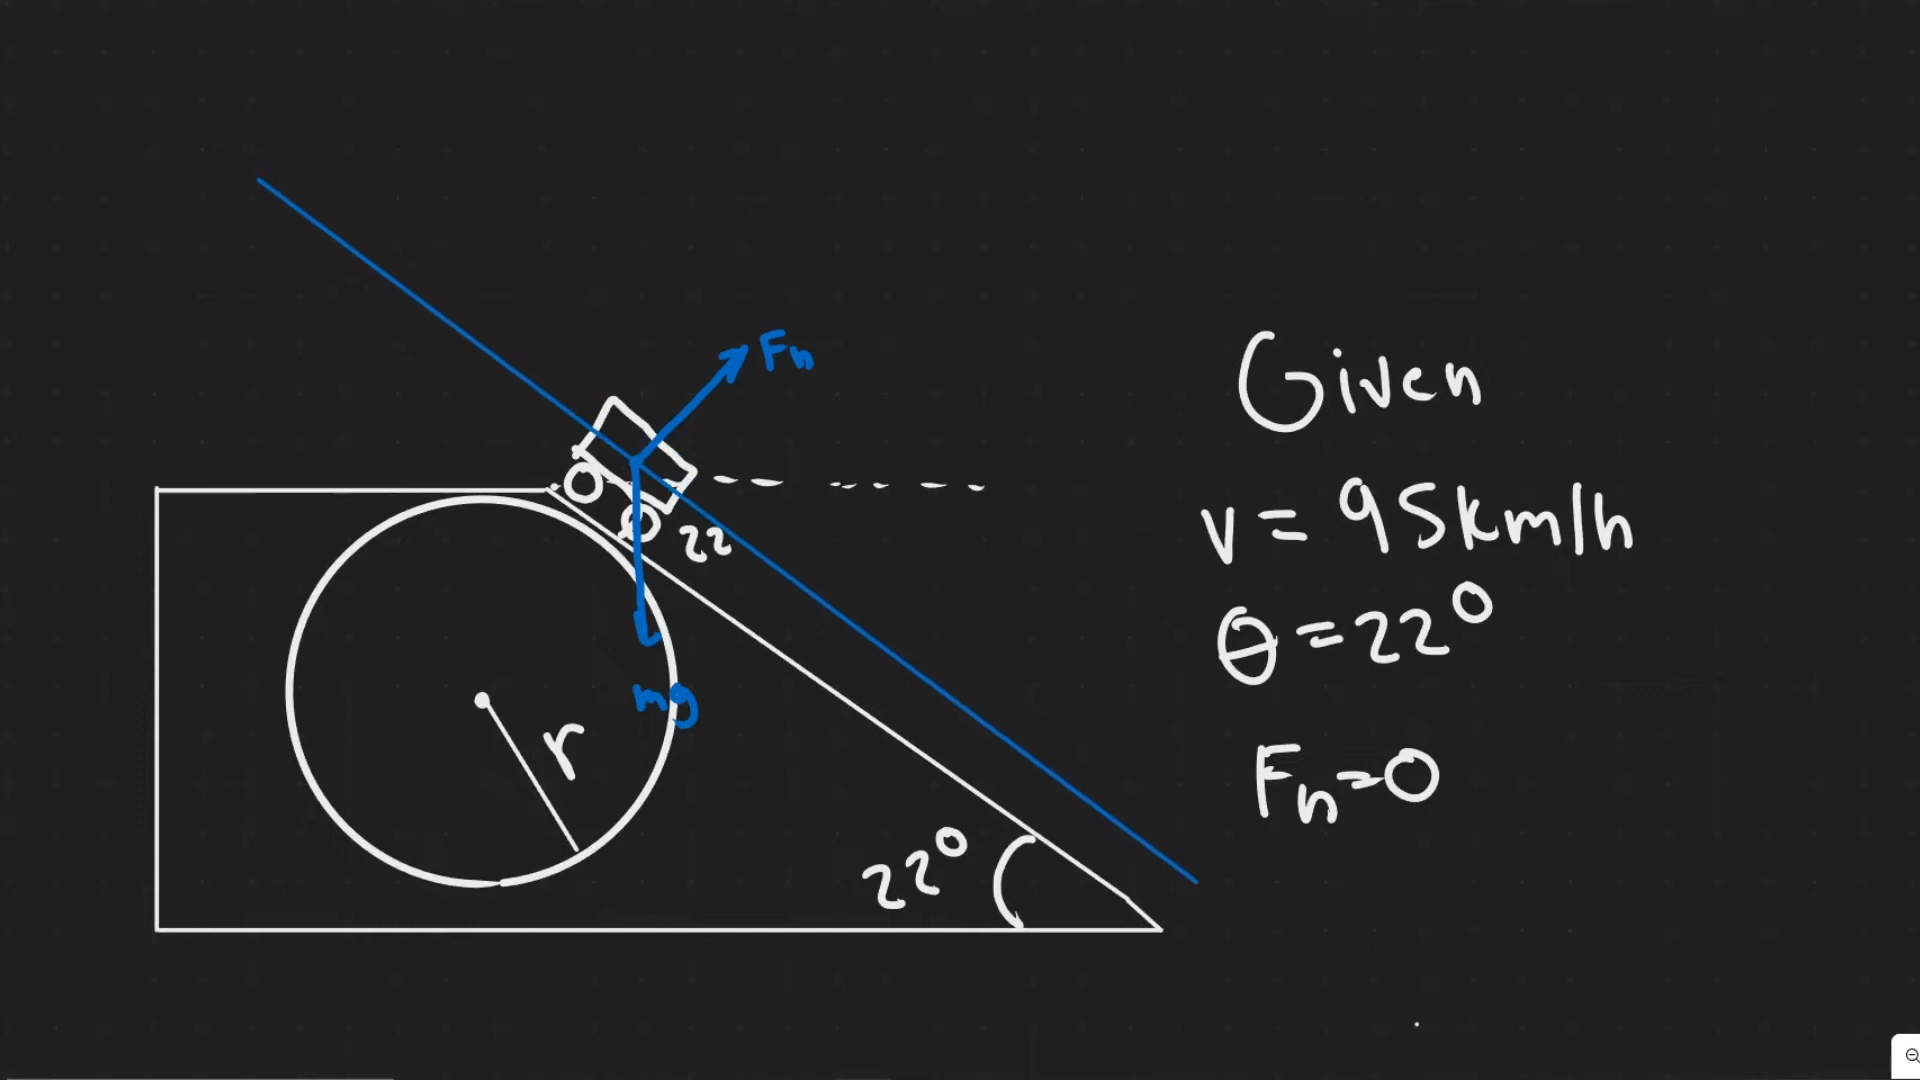 Fn
Given
v = 95km/h
22
θ = 22°
mg
r
Fn=0
22°